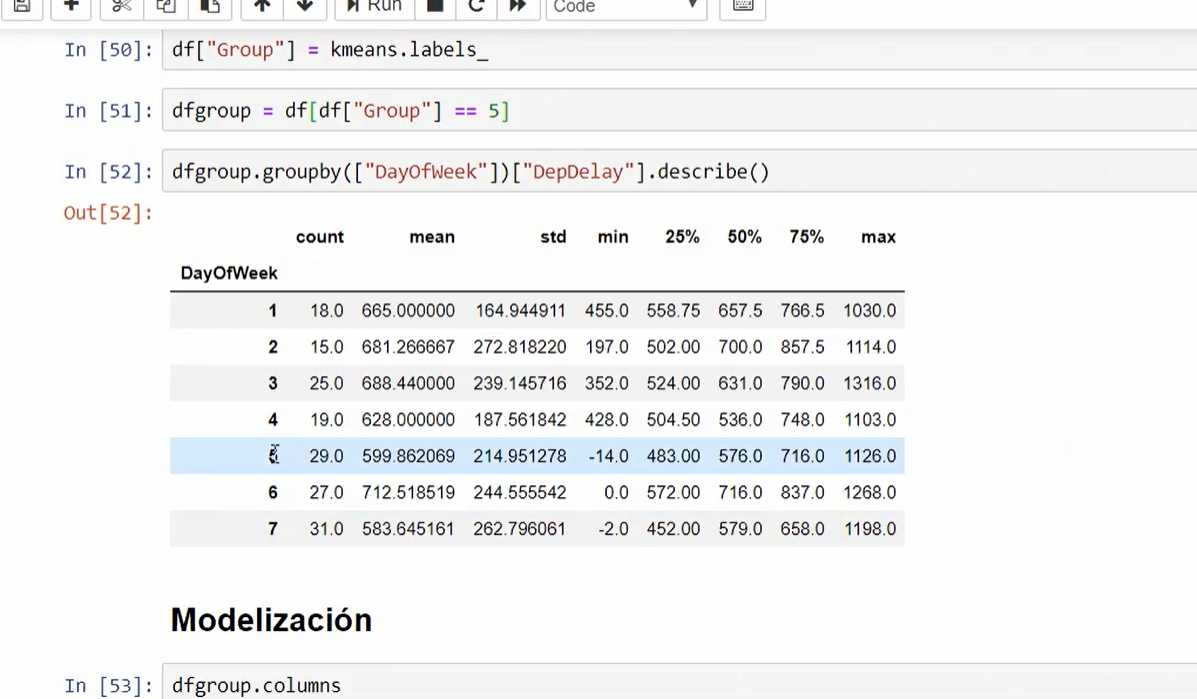 Run Code
In [50]: df["Group"] = kmeans.labels_
In [51]: dfgroup = df[df["Group"] == 5]
In [52]: dfgroup.groupby(["DayOfWeek"])["DepDelay"].describe()
Out[52]:
count mean std min 25% 50% 75% max
DayOfWeek
1 18.0 665.000000 164.944911 455.0 558.75 657.5 766.5 1030.0
2 15.0 681.266667 272.818220 197.0 502.00 700.0 857.5 1114.0
3 25.0 688.440000 239.145716 352.0 524.00 631.0 790.0 1316.0
4 19.0 628.000000 187.561842 428.0 504.50 536.0 748.0 1103.0
29.0 599.862069 214.951278 -14.0 483.00 576.0 716.0 1126.0
6 27.0 712.518519 244.555542 0.0 572.00 716.0 837.0 1268.0
7 31.0 583.645161 262.796061 -2.0 452.00 579.0 658.0 1198.0
Modelización
In [53]: dfgroup.columns